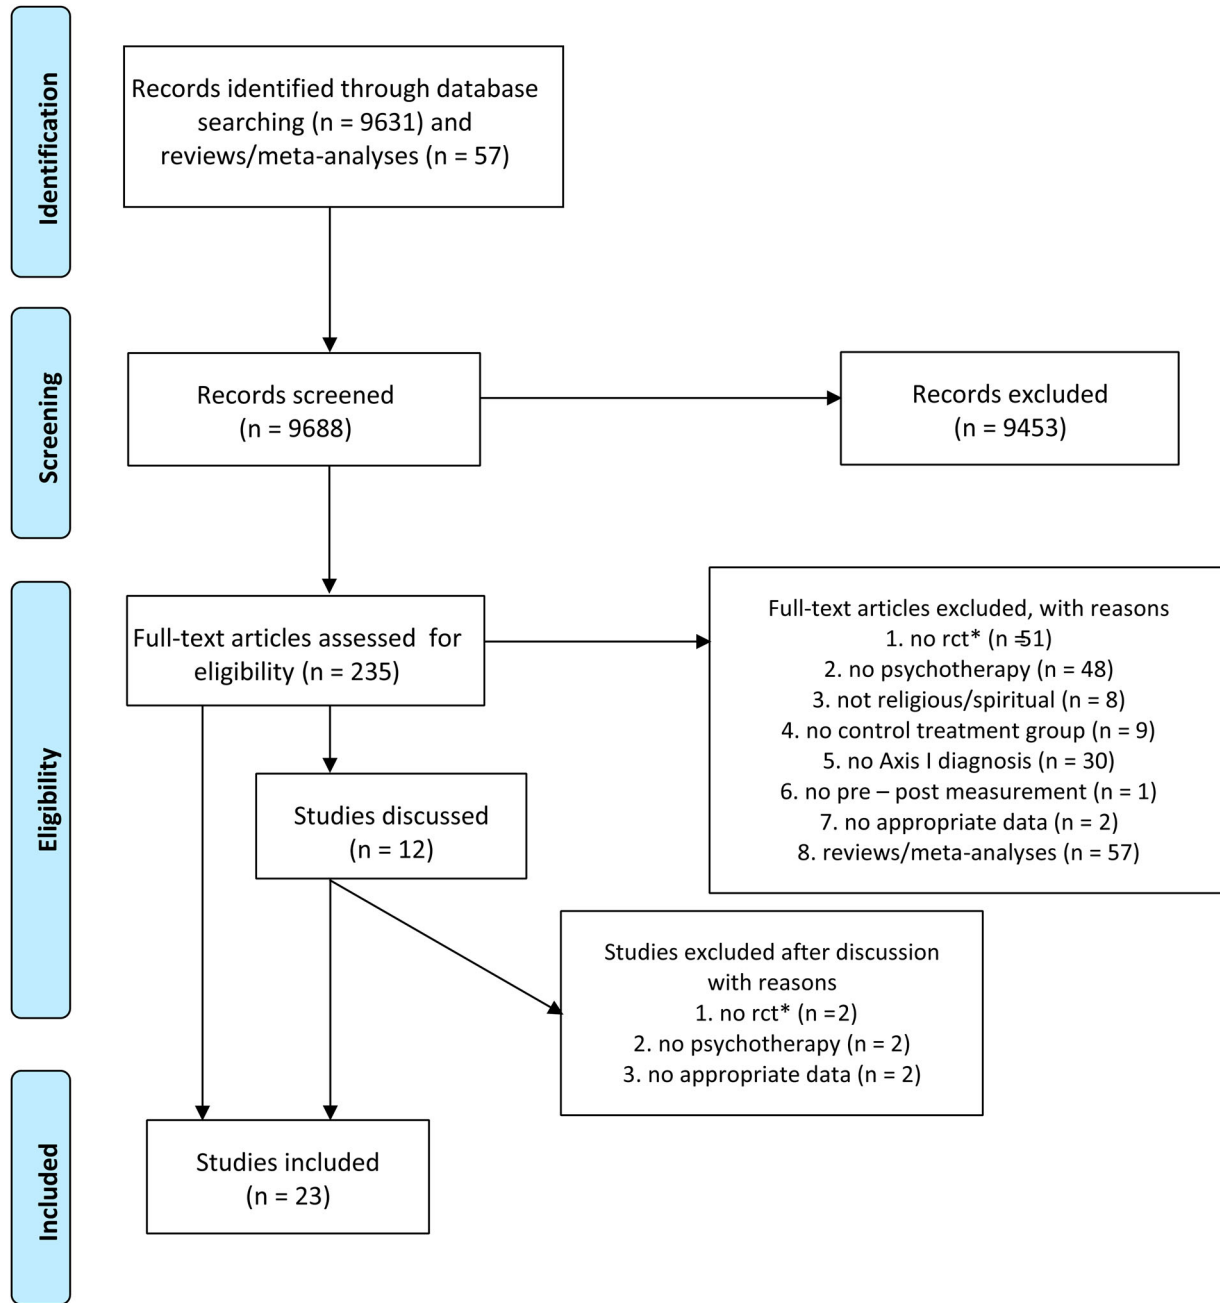 Identification
Records identified through database
searching (n = 9631) and
reviews/meta-analyses (n = 57)
Screening
Records screened
(n = 9688)
Records excluded
(n = 9453)
Eligibility
Full-text articles assessed for
eligibility (n = 235)
Full-text articles excluded, with reasons
1. no rct* (n =51)
2. no psychotherapy (n = 48)
3. not religious/spiritual (n = 8)
4. no control treatment group (n = 9)
5. no Axis I diagnosis (n = 30)
6. no pre – post measurement (n = 1)
7. no appropriate data (n = 2)
8. reviews/meta-analyses (n = 57)
Studies discussed
(n = 12)
Studies excluded after discussion
with reasons
1. no rct* (n =2)
2. no psychotherapy (n = 2)
3. no appropriate data (n = 2)
Included
Studies included
(n = 23)